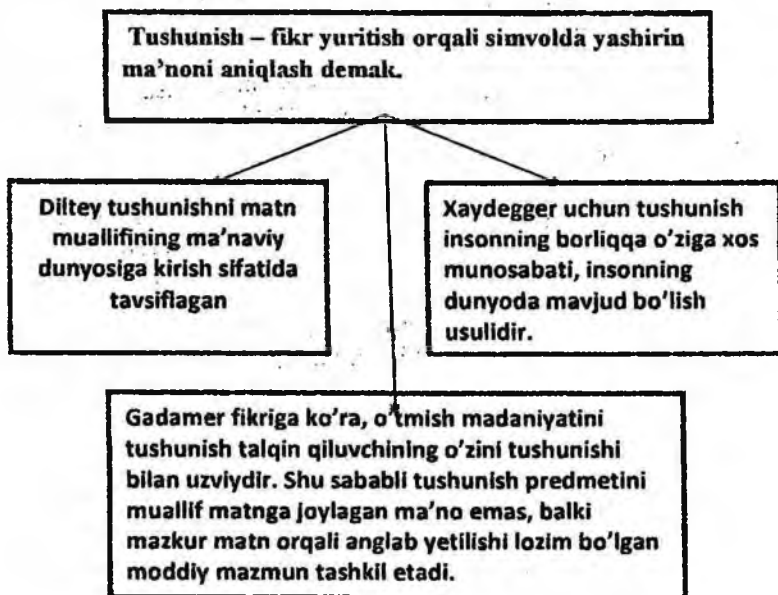 Tushunish – fikr yuritish orqali simvolda yashirin
ma’noni aniqlash demak.
Diltey tushunishni matn
muallifining ma’naviy
dunyosiga kirish sifatida
tavsiflagan
Xaydegger uchun tushunish
insonning borliqqa o’ziga xos
munosabati, insonning
dunyoda mavjud bo’lish
usulidir.
Gadamer fikriga ko’ra, o’tmish madaniyatini
tushunish talqin qiluvchining o’zini tushunishi
bilan uzviydir. Shu sababli tushunish predmetini
muallif matnga joylagan ma’no emas, balki
mazkur matn orqali anglab yetilishi lozim bo’lgan
moddiy mazmun tashkil etadi.